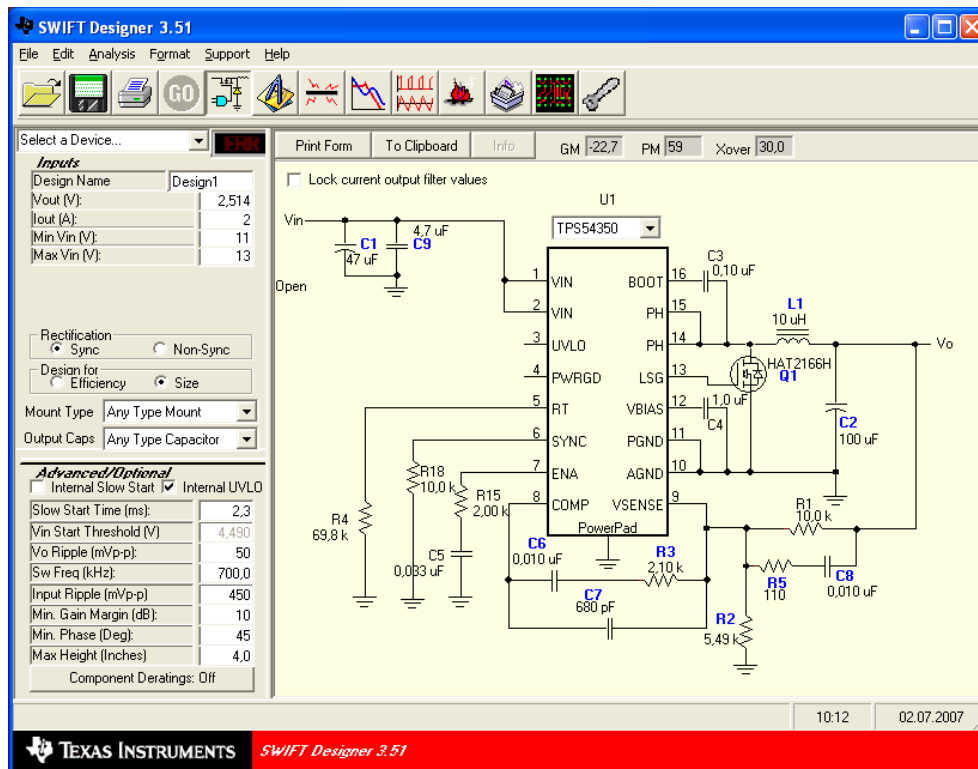 SWIFT Designer 3.51
File Edit Analysis Format Support Help
GO
Select a Device...
ERR
Print Form
To Clipboard
Info
GM -22,7
PM 59
Xover 30,0
Inputs
Design Name Design1
Vout (V): 2,514
Iout (A): 2
Min Vin (V): 11
Max Vin (V): 13
Rectification
Sync Non-Sync
Design for
Efficiency Size
Mount Type Any Type Mount
Output Caps Any Type Capacitor
Advanced/Optional
Internal Slow Start Internal UVLO
Slow Start Time (ms): 2,3
Vin Start Threshold (V) 4,490
Vo Ripple (mVp-p) 50
Sw Freq (kHz): 700,0
Input Ripple (mVp-p) 450
Min. Gain Margin (dB): 10
Min. Phase (Deg): 45
Max Height (Inches) 4,0
Component Deratings: Off
Lock current output filter values
U1
TPS54350
Vin
C1
47 uF
4,7 uF
C9
Open
1 VIN
2 VIN
3 UVLO
4 PWRGD
5 RT
6 SYNC
7 ENA
8 COMP
16 BOOT
15 PH
14 PH
13 LSG
12 VBIAS
11 PGND
10 AGND
9 VSENSE
PowerPad
C3
0,10 uF
L1
10 uH
Vo
HAT2166H
Q1
1,0 uF
C4
C2
100 uF
R18
10,0 k
R15
2,00 k
R4
69,8 k
C5
0,033 uF
C6
0,010 uF
R3
2,10 k
C7
680 pF
R1
10,0 k
R5
110
C8
0,010 uF
R2
5,49 k
10:12
02.07.2007
TEXAS INSTRUMENTS
SWIFT Designer 3.51